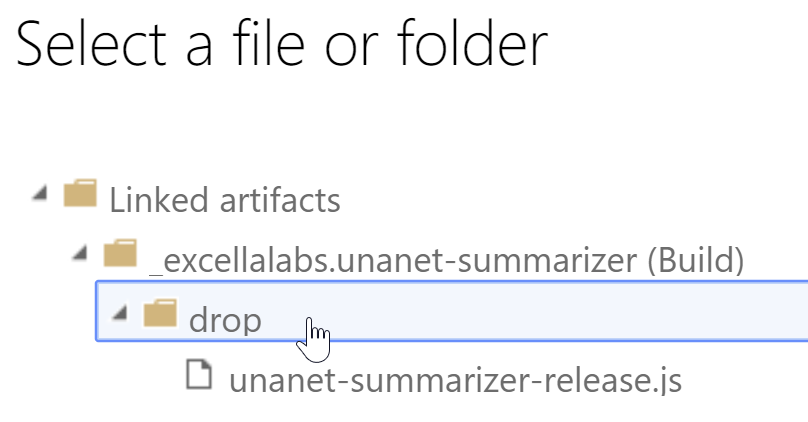 Select a file or folder
Linked artifacts
_excellalabs.unanet-summarizer (Build)
drop
unanet-summarizer-release.js